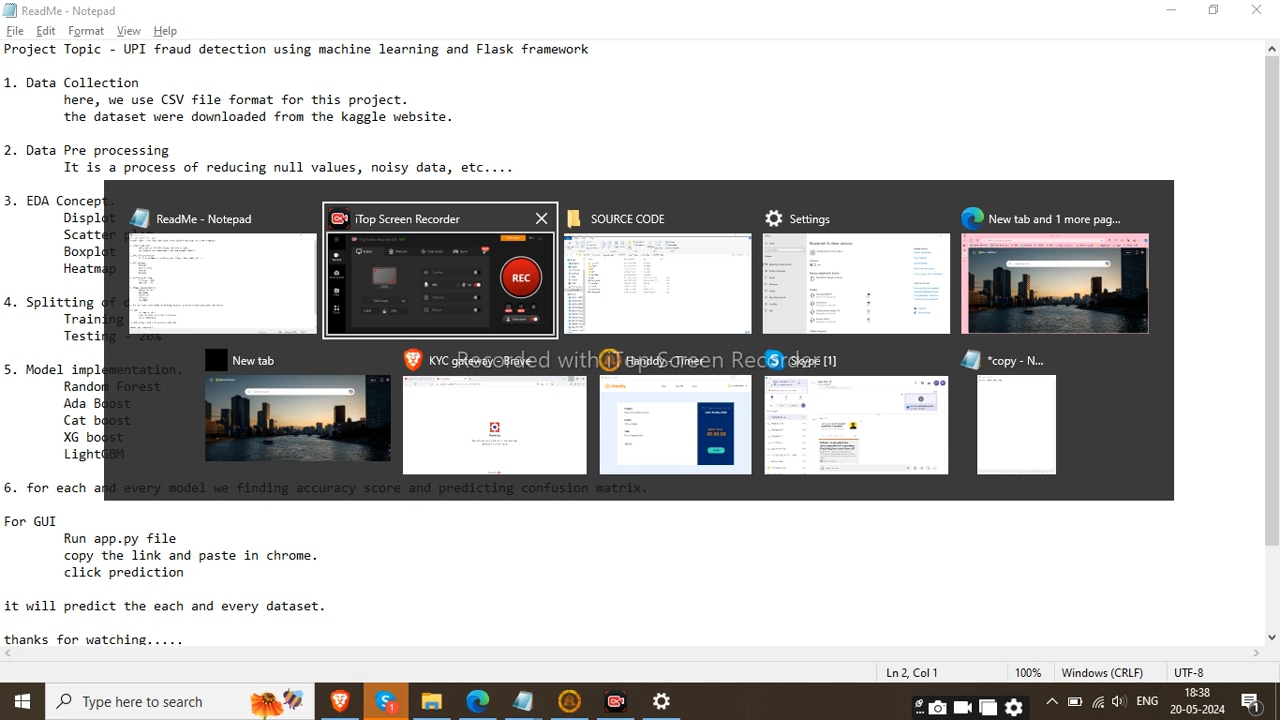 ReadMe - Notepad
File Edit Format View Help
Project Topic - UPI fraud detection using machine learning and Flask framework
1. Data Collection
here, we use CSV file format for this project.
the dataset were downloaded from the kaggle website.
2. Data Pre processing
It is a process of reducing null values, noisy data, etc....
3. EDA Concept.
Displot
Scatter
4. Splitting of
Training
Testing - 20%
5. Model Implementation.
Random Forest
boost
boost
XG boost
6. for each and every model we finding accuracy score and predicting confusion matrix.
For GUI
Run app.py file
copy the link and paste in chrome.
click prediction
it will predict the each and every dataset.
thanks for watching.....
ReadMe - Notepad
iTop Screen Recorder
REC
SOURCE CODE
Settings
New tab and 1 more pag...
New tab
KYC gateway - Brave
Handdy - Timer
Skype [1]
*copy - N...
Recorded with iTop Screen Recorder
Ln 2, Col 1 100% Windows (CRLF) UTF-8
Type here to search
ENG
18:38
20-05-2024
1